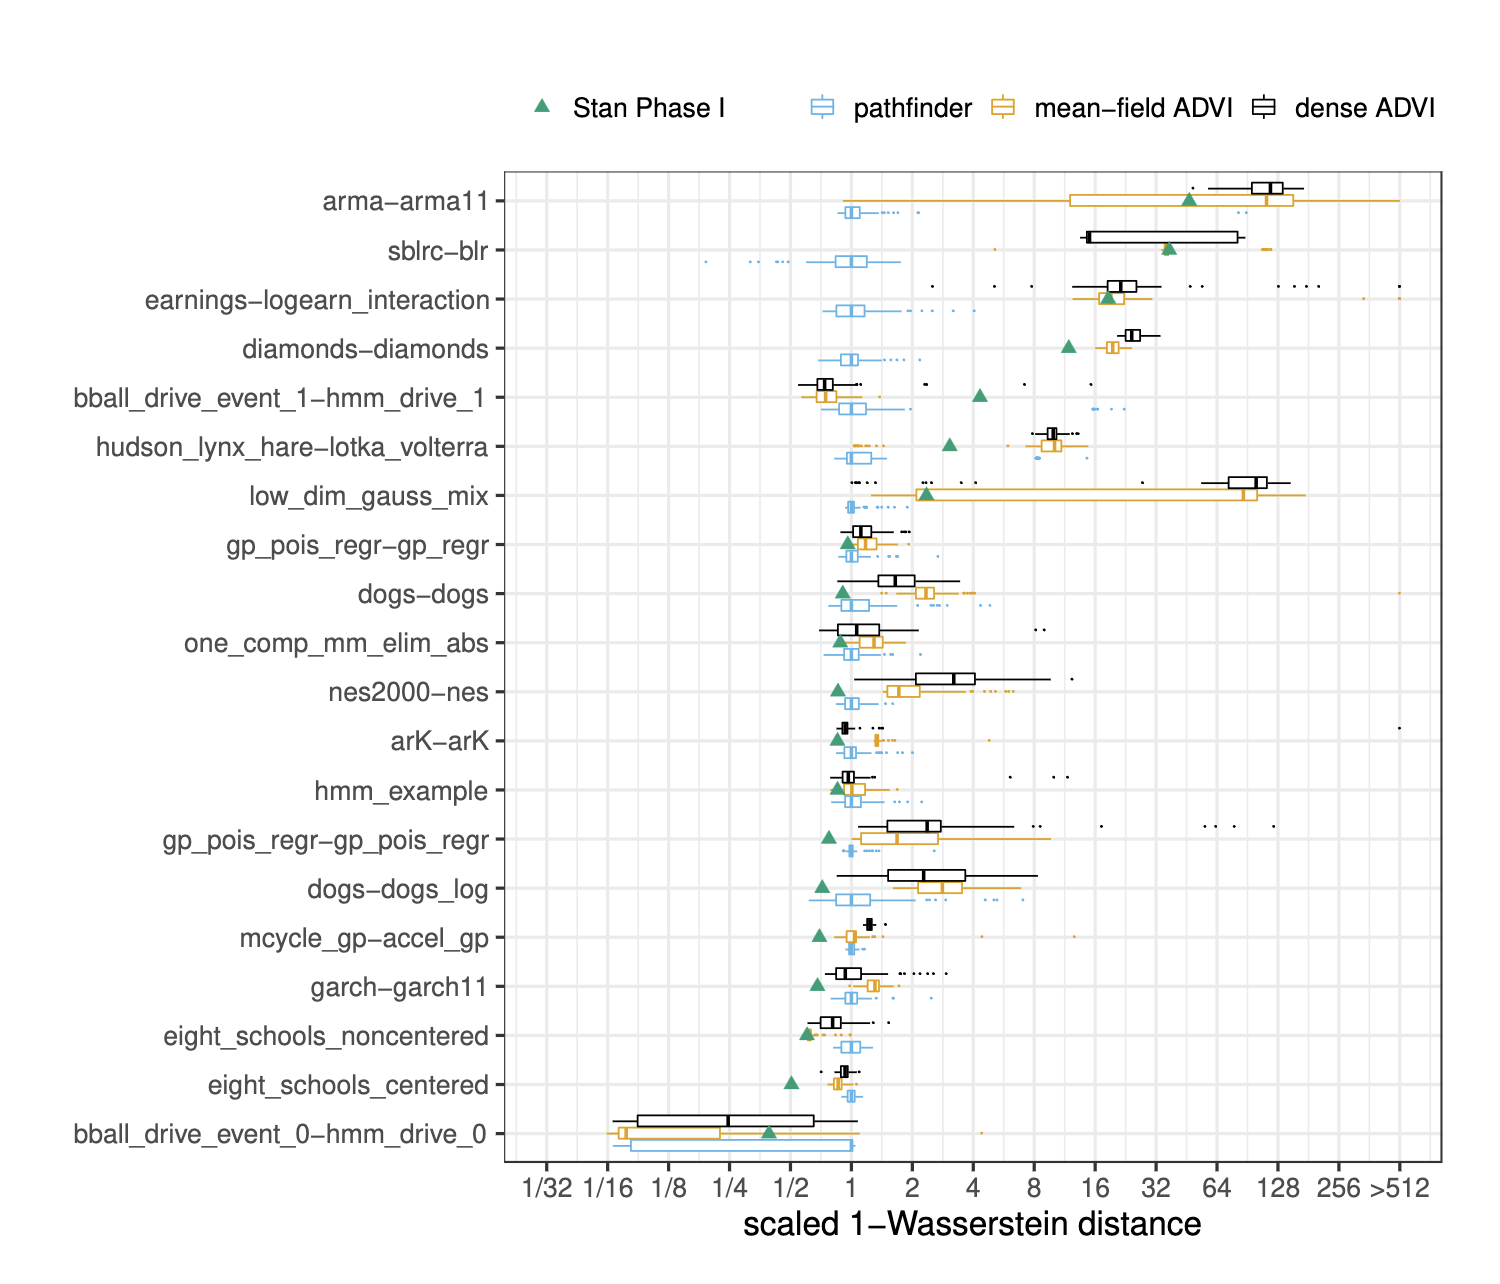 Stan Phase I pathfinder mean−field ADVI dense ADVI
arma−arma11
sblrc−blr
earnings−logearn_interaction
diamonds−diamonds
bball_drive_event_1−hmm_drive_1
hudson_lynx_hare−lotka_volterra
low_dim_gauss_mix
gp_pois_regr−gp_regr
dogs−dogs
one_comp_mm_elim_abs
nes2000−nes
arK−arK
hmm_example
gp_pois_regr−gp_pois_regr
dogs−dogs_log
mcycle_gp−accel_gp
garch−garch11
eight_schools_noncentered
eight_schools_centered
bball_drive_event_0−hmm_drive_0
1/32 1/16 1/8 1/4 1/2 1 2 4 8 16 32 64 128 256 >512
scaled 1−Wasserstein distance